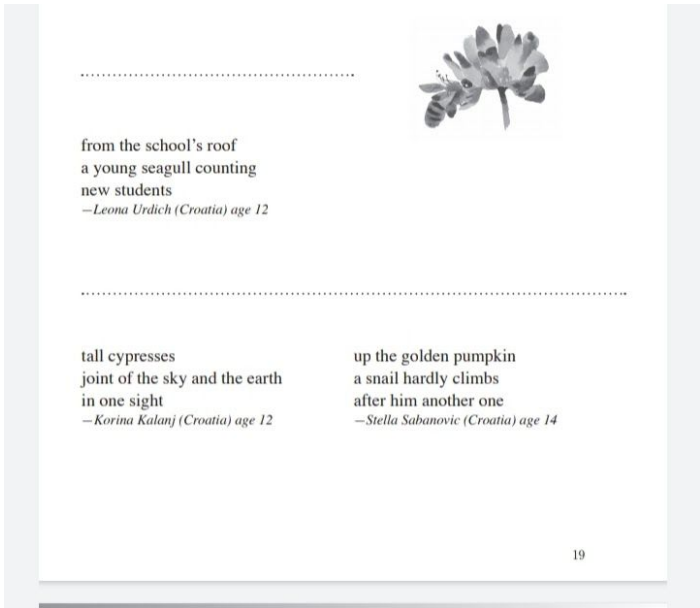 from the school's roof
a young seagull counting
new students
—Leona Urdich (Croatia) age 12
tall cypresses
joint of the sky and the earth
in one sight
—Korina Kalanj (Croatia) age 12
up the golden pumpkin
a snail hardly climbs
after him another one
—Stella Sabanovic (Croatia) age 14
19